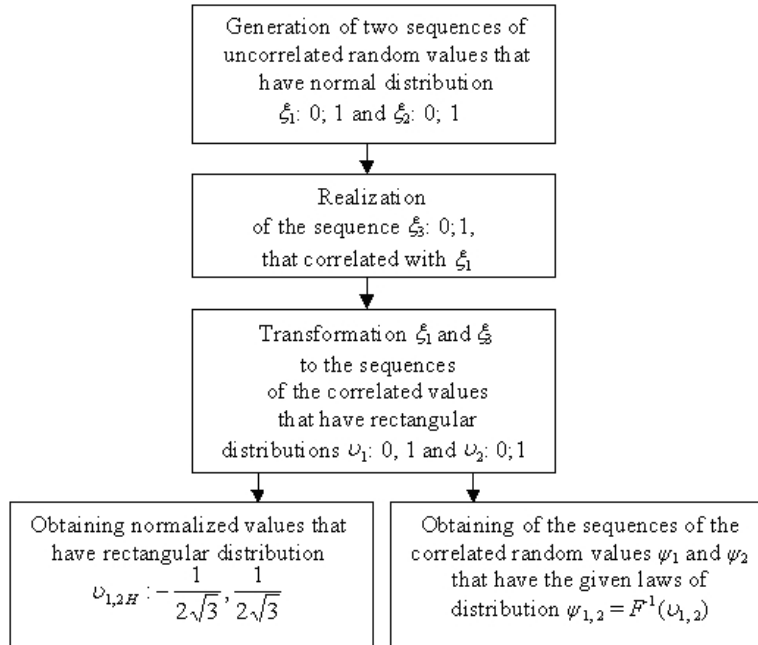 Generation of two sequences of
uncorrelated random values that
have normal distribution
ξ₁: 0; 1 and ξ₂: 0; 1
Realization
of the sequence ξ₃: 0;1,
that correlated with ξ₁
Transformation ξ₁ and ξ₃
to the sequences
of the correlated values
that have rectangular
distributions υ₁: 0, 1 and υ₂: 0;1
Obtaining normalized values that
have rectangular distribution
υ₁,₂H : -1/(2√3), 1/(2√3)
Obtaining of the sequences of the
correlated random values ψ₁ and ψ₂
that have the given laws of
distribution ψ₁,₂ = F⁻¹(υ₁,₂)